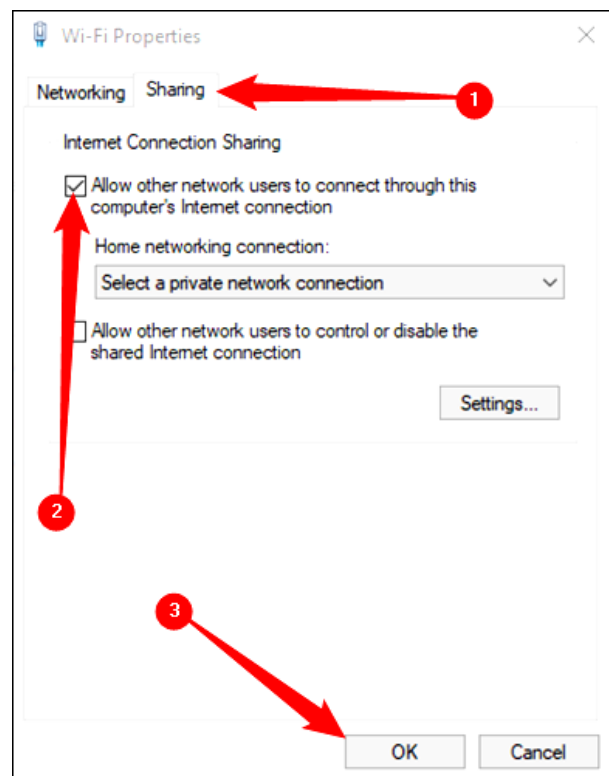 Wi-Fi Properties
Networking
Sharing
1
Internet Connection Sharing
Allow other network users to connect through this
computer's Internet connection
Home networking connection:
Select a private network connection
Allow other network users to control or disable the
shared Internet connection
Settings...
2
3
OK
Cancel